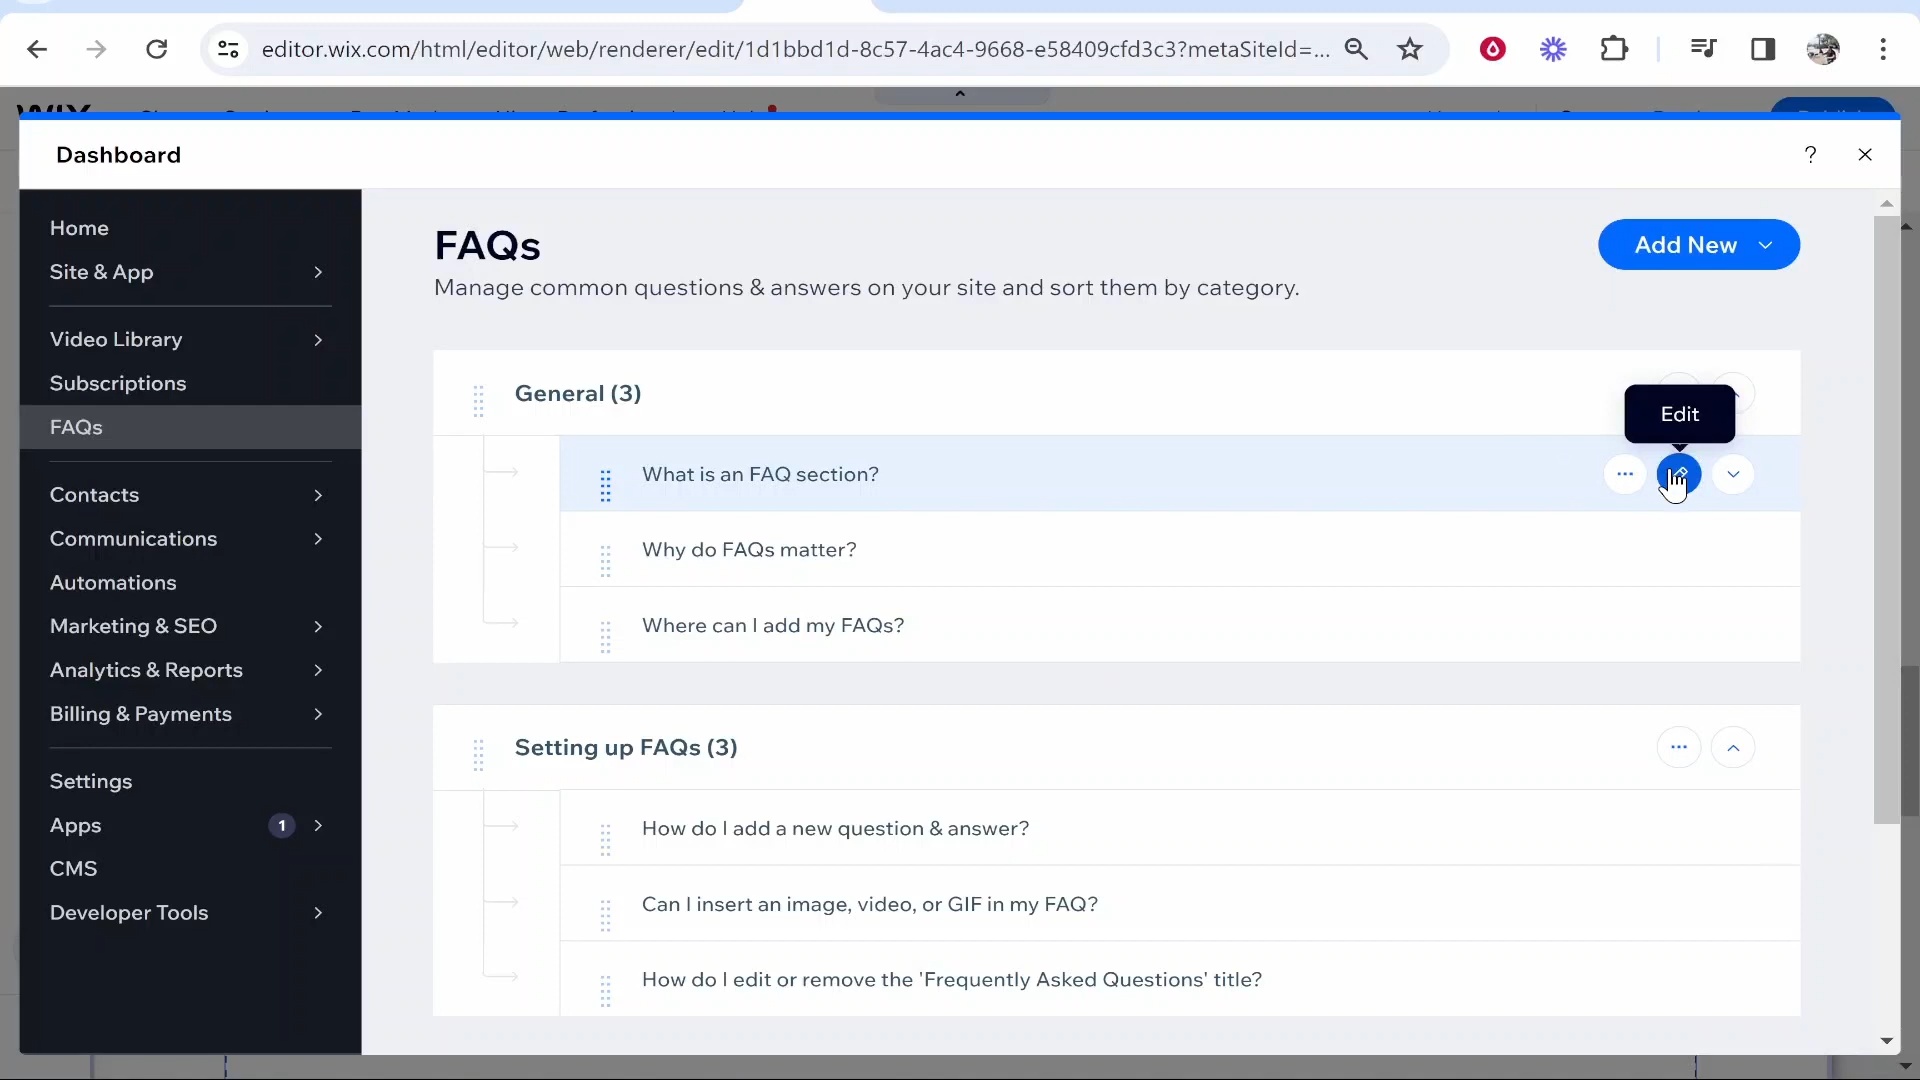 editor.wix.com/html/editor/web/renderer/edit/1d1bbd1d-8c57-4ac4-9668-e58409cfd3c3?metaSiteId=...
Dashboard
?
Home
Site & App
Video Library
Subscriptions
FAQs
Contacts
Communications
Automations
Marketing & SEO
Analytics & Reports
Billing & Payments
Settings
Apps 1
CMS
Developer Tools
FAQs
Add New
Manage common questions & answers on your site and sort them by category.
General (3)
Edit
What is an FAQ section?
Why do FAQs matter?
Where can I add my FAQs?
Setting up FAQs (3)
How do I add a new question & answer?
Can I insert an image, video, or GIF in my FAQ?
How do I edit or remove the 'Frequently Asked Questions' title?